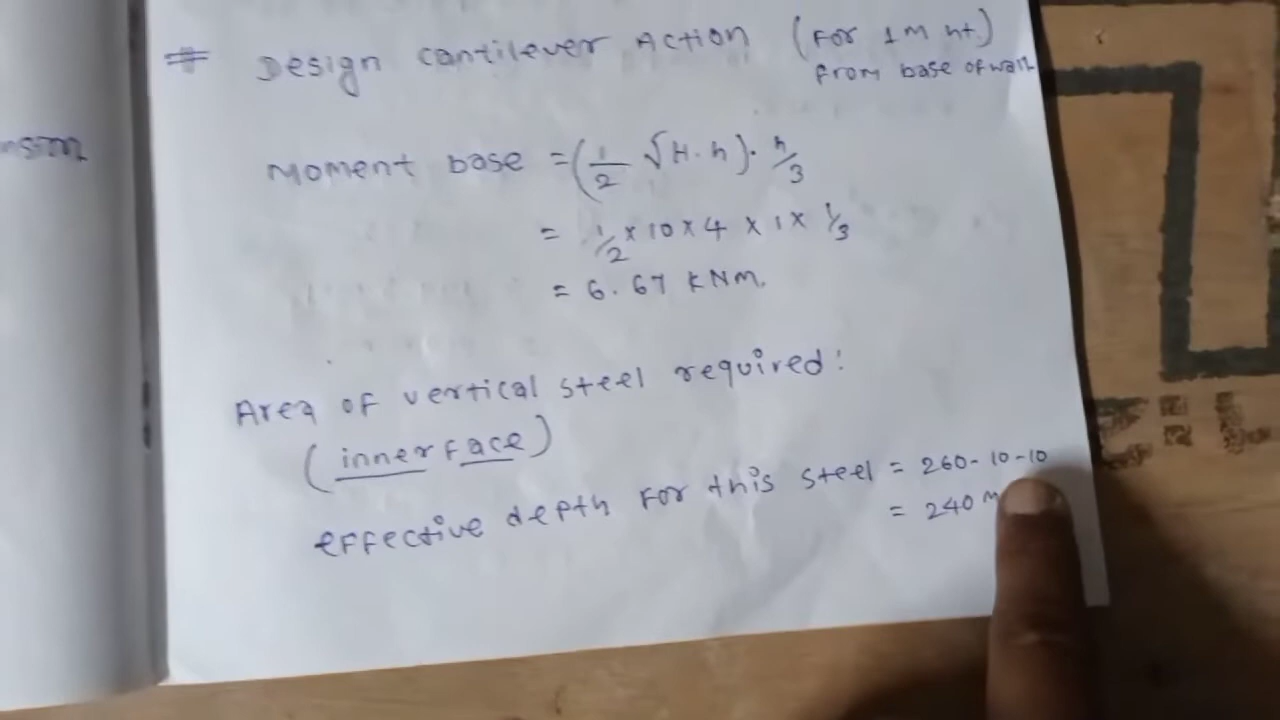 # Design cantilever Action (For 1m ht.)
from base of wall
Moment base = (1/2 √H·h)· h/3
= 1/2 × 10 × 4 × 1 × 1/3
= 6.67 KNm.
Area of vertical steel required:
(inner face)
effective depth for this steel = 260-10-10
= 240 m